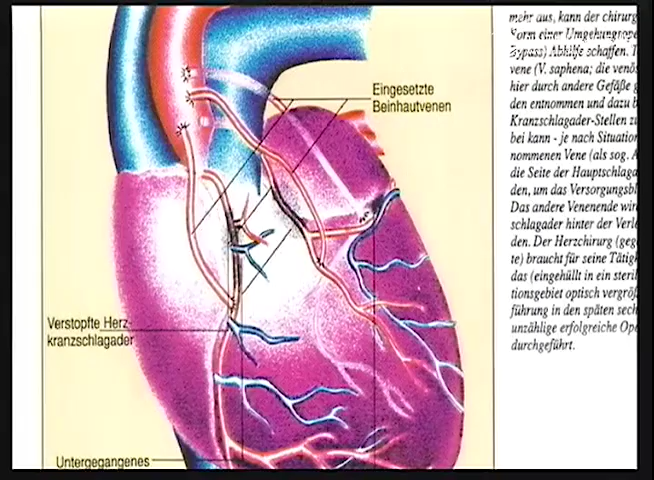 Eingesetzte
Beinhautvenen
Verstopfte Herz-
kranzschlagader
Untergegangenes
mehr aus, kann der chirurg
Form einer Umgehungsope
Bypass) Abhilfe schaffen. T
vene (V. saphena; die venös
hier durch andere Gefäße g
den entnommen und dazu b
Kranzschlagader-Stellen zu
bei kann - je nach Situation
nommenen Vene (als sog. A
die Seite der Hauptschlaga
den, um das Versorgungsbl
Das andere Venenende wir
schlagader hinter der Verle
den. Der Herzchirurg (geg
te) braucht für seine Tätigk
das (eingehüllt in ein steril
tionsgebiet optisch vergröß
führung in den späten sech
unzählige erfolgreiche Ope
durchgeführt.